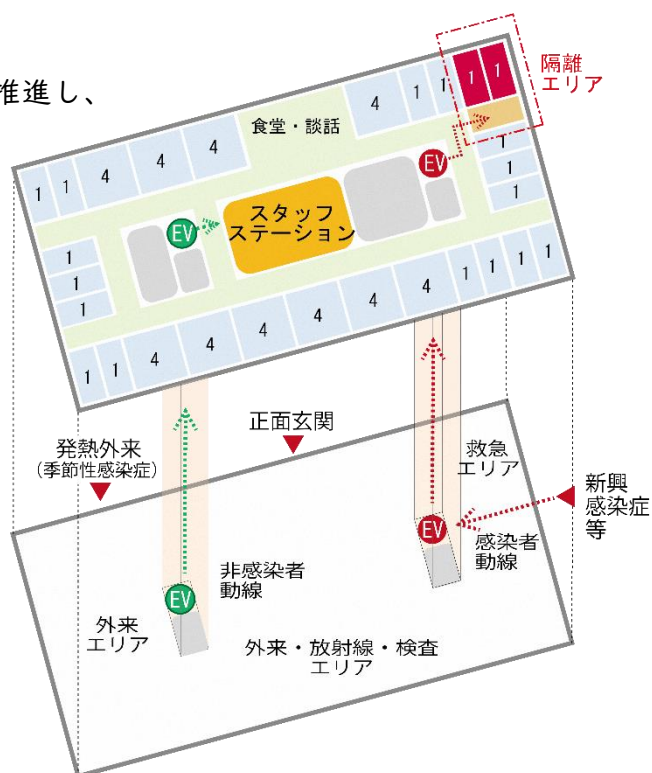 推進し、
隔離
エリア
1 1
4 1 1
食堂・談話
1 1 4 4 4
EV
EV
スタッフ
ステーション
1
1
1
1
1
1
1 1 4 4 4 4 4 4 1 1 1 1
発熱外来
(季節性感染症)
正面玄関
救急
エリア
新興
感染症
等
EV
感染者
動線
非感染者
動線
EV
外来
エリア
外来・放射線・検査
エリア